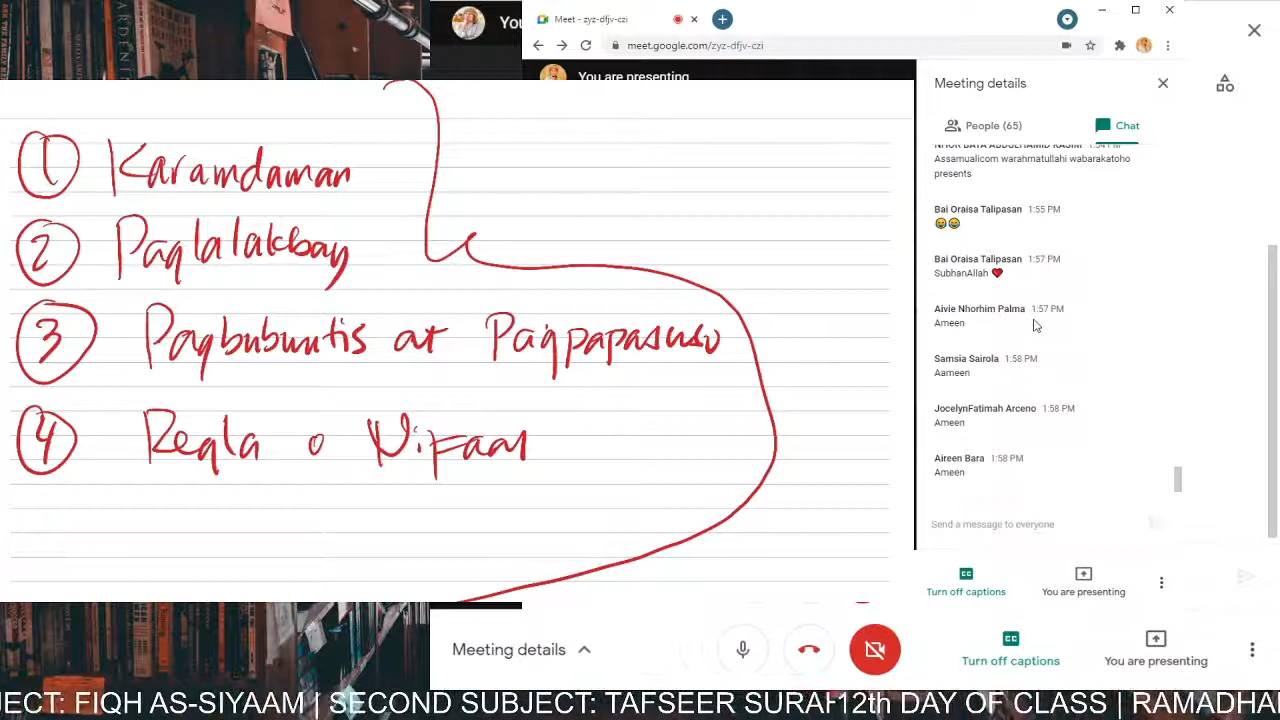 You
Meet - zyz-dfjv-czi
meet.google.com/zyz-dfjv-czi
You are presenting
Meeting details
People (65)
Chat
1 Karamdaman
2 Paglalakbay
3 Pagbubuntis at Pagpapasuso
4 Regla o Nifaas
Assamualicom warahmatullahi wabarakatoho
presents
Bai Oraisa Talipasan 1:55 PM
😂😂
Bai Oraisa Talipasan 1:57 PM
SubhanAllah ❤
Aivie Nhorhim Palma 1:57 PM
Ameen
Samsia Sairola 1:58 PM
Aameen
JocelynFatimah Arceno 1:58 PM
Ameen
Aireen Bara 1:58 PM
Ameen
Send a message to everyone
Turn off captions
You are presenting
Meeting details
Turn off captions
You are presenting
JECT: FIQH AS-SIYAAM | SECOND SUBJECT: TAFSEER SURAH 12th DAY OF CLASS | RAMADHA